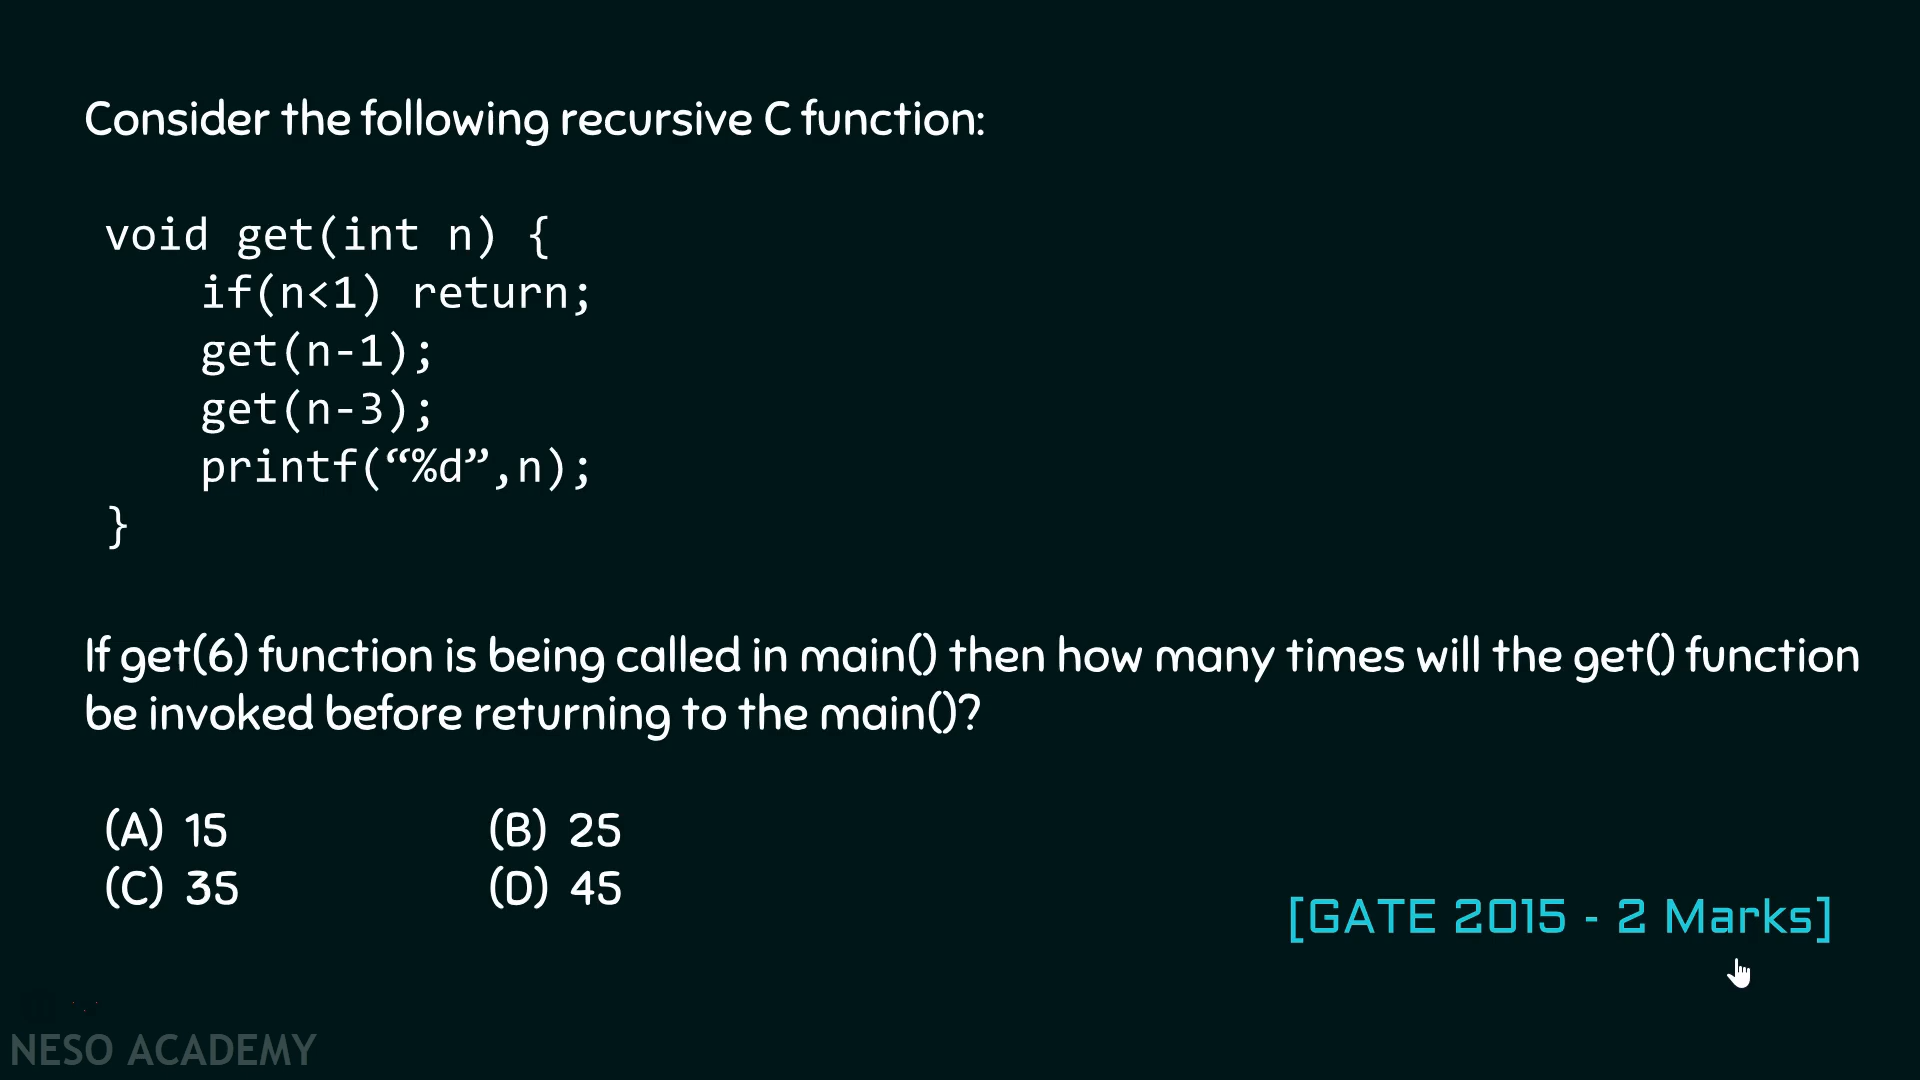 Consider the following recursive C function:
void get(int n) {
if(n<1) return;
get(n-1);
get(n-3);
printf(“%d”,n);
}
If get(6) function is being called in main() then how many times will the get() function
be invoked before returning to the main()?
(A) 15 (B) 25
(C) 35 (D) 45
[GATE 2015 - 2 Marks]
NESO ACADEMY